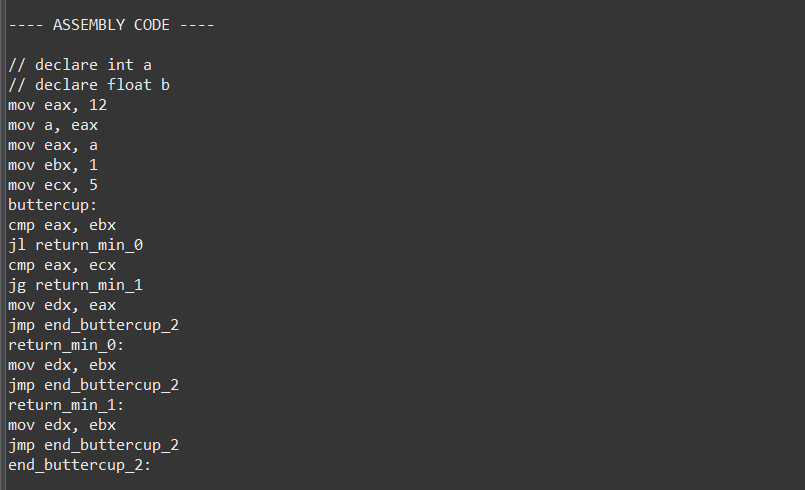 ---- ASSEMBLY CODE ----
// declare int a
// declare float b
mov eax, 12
mov a, eax
mov eax, a
mov ebx, 1
mov ecx, 5
buttercup:
cmp eax, ebx
jl return_min_0
cmp eax, ecx
jg return_min_1
mov edx, eax
jmp end_buttercup_2
return_min_0:
mov edx, ebx
jmp end_buttercup_2
return_min_1:
mov edx, ebx
jmp end_buttercup_2
end_buttercup_2: